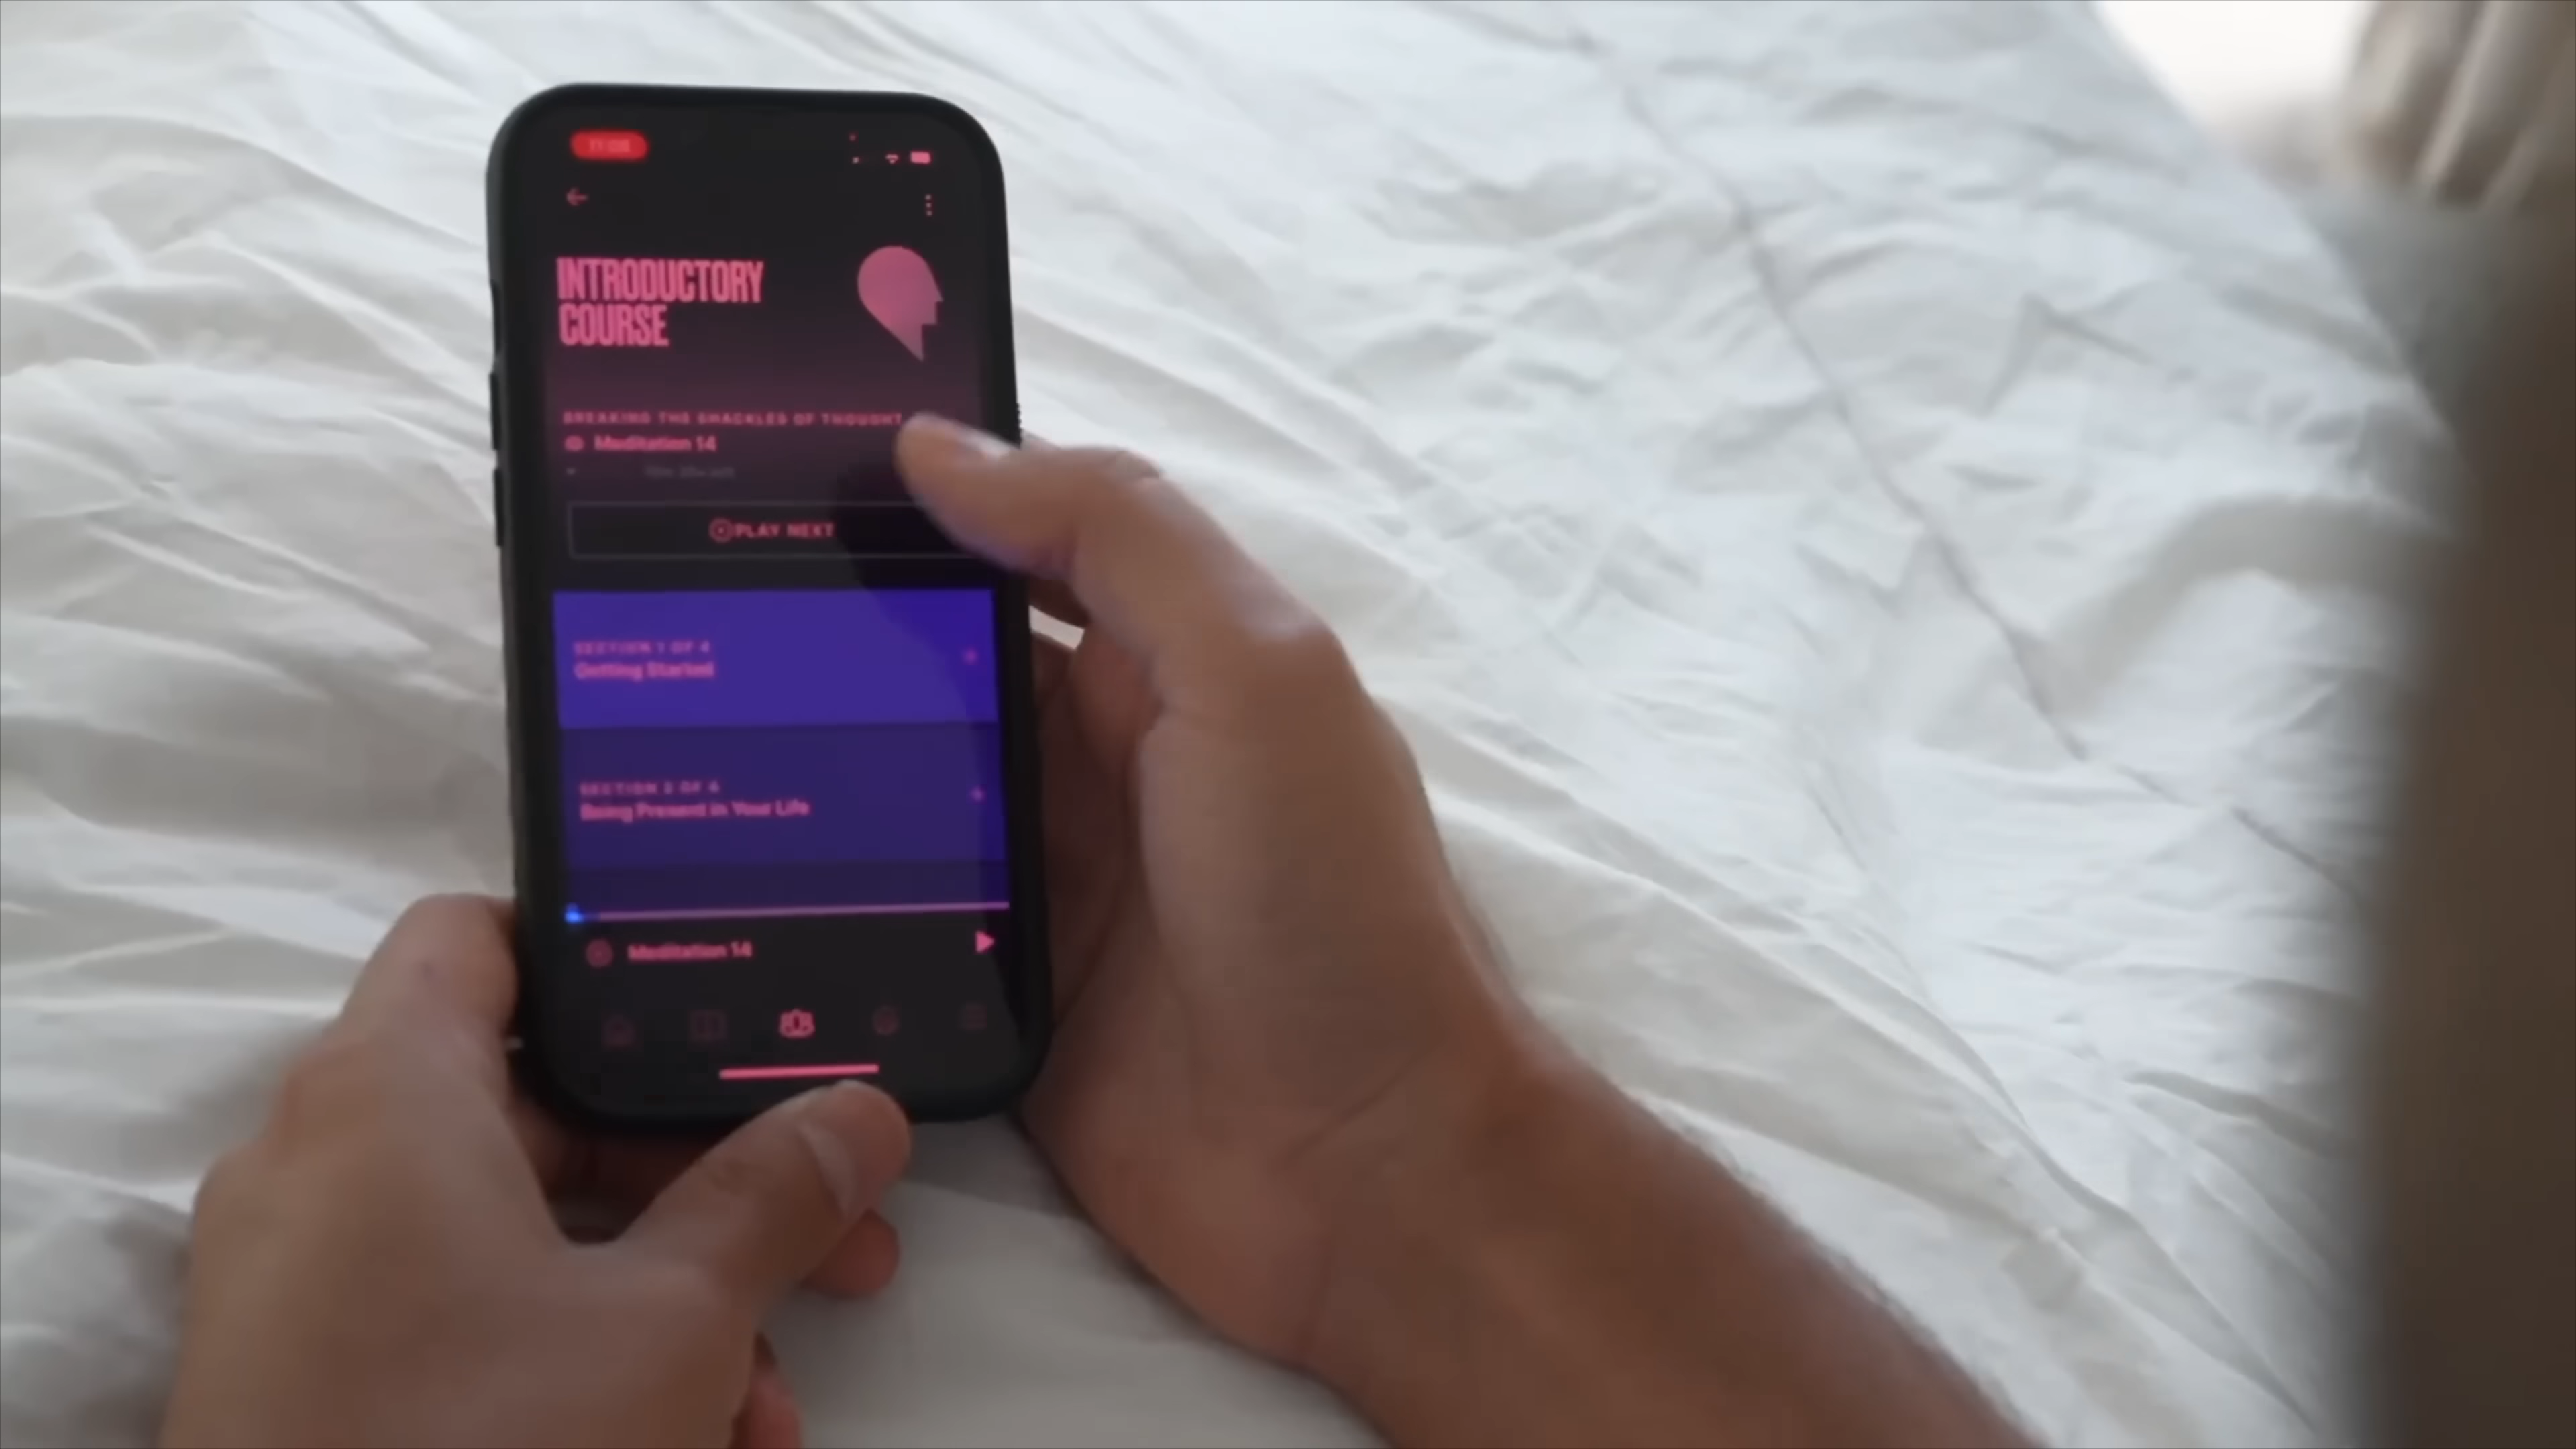 INTRODUCTORY
COURSE
BREAKING THE SHACKLES OF THOUGHT
Meditation 14
PLAY NEXT
SECTION 1 OF 4
Getting Started
SECTION 2 OF 4
Being Present in Your Life
Meditation 14